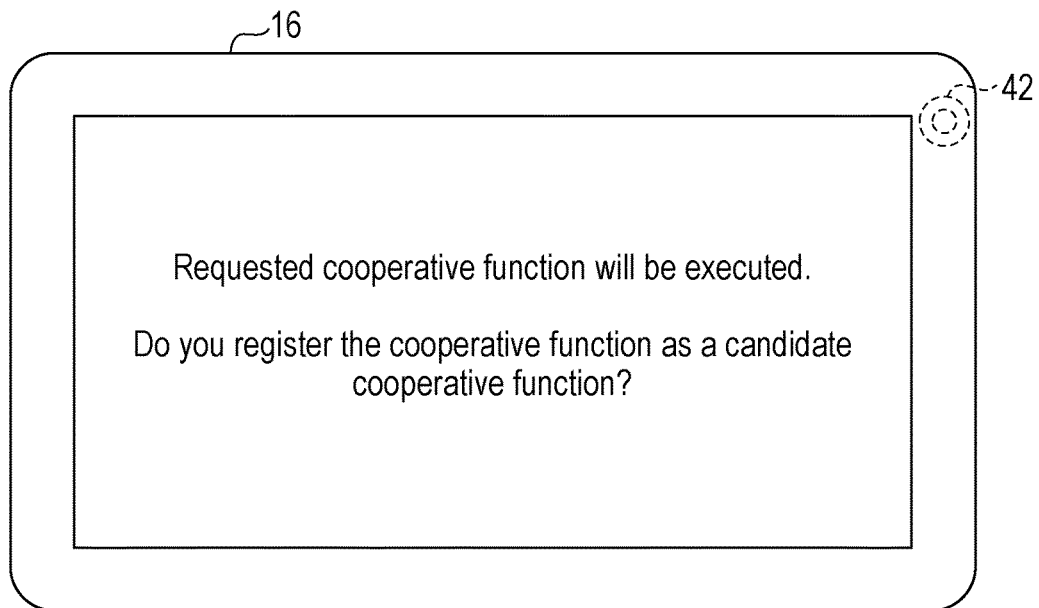 16
42
Requested cooperative function will be executed.
Do you register the cooperative function as a candidate
cooperative function?